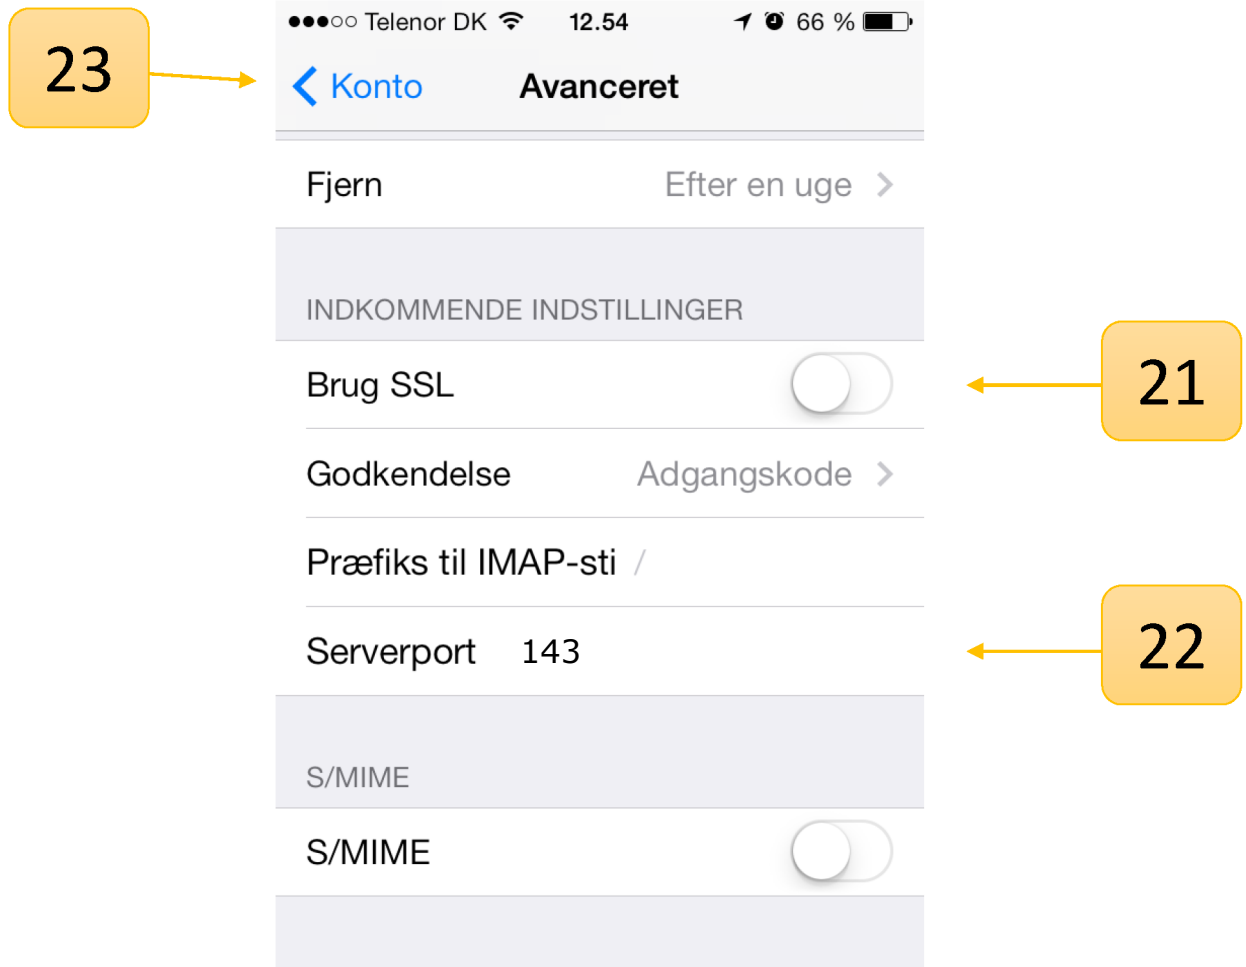 Telenor DK 12.54 66 %
23
Konto Avanceret
Fjern Efter en uge
INDKOMMENDE INDSTILLINGER
Brug SSL
21
Godkendelse Adgangskode
Præfiks til IMAP-sti /
Serverport 143
22
S/MIME
S/MIME